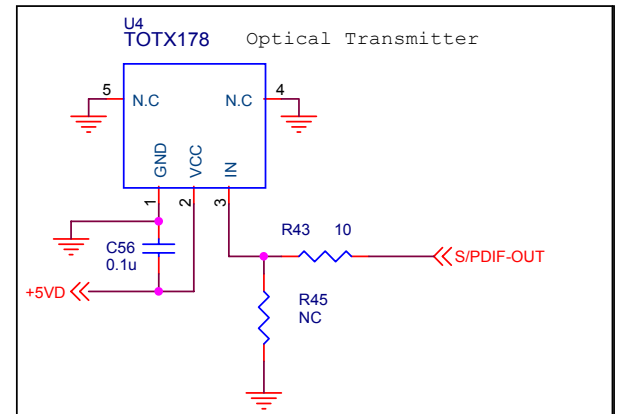 U4
TOTX178 Optical Transmitter
5 N.C N.C 4
GND VCC IN
1 2 3
C56
0.1u
R43 10
S/PDIF-OUT
+5VD
R45
NC